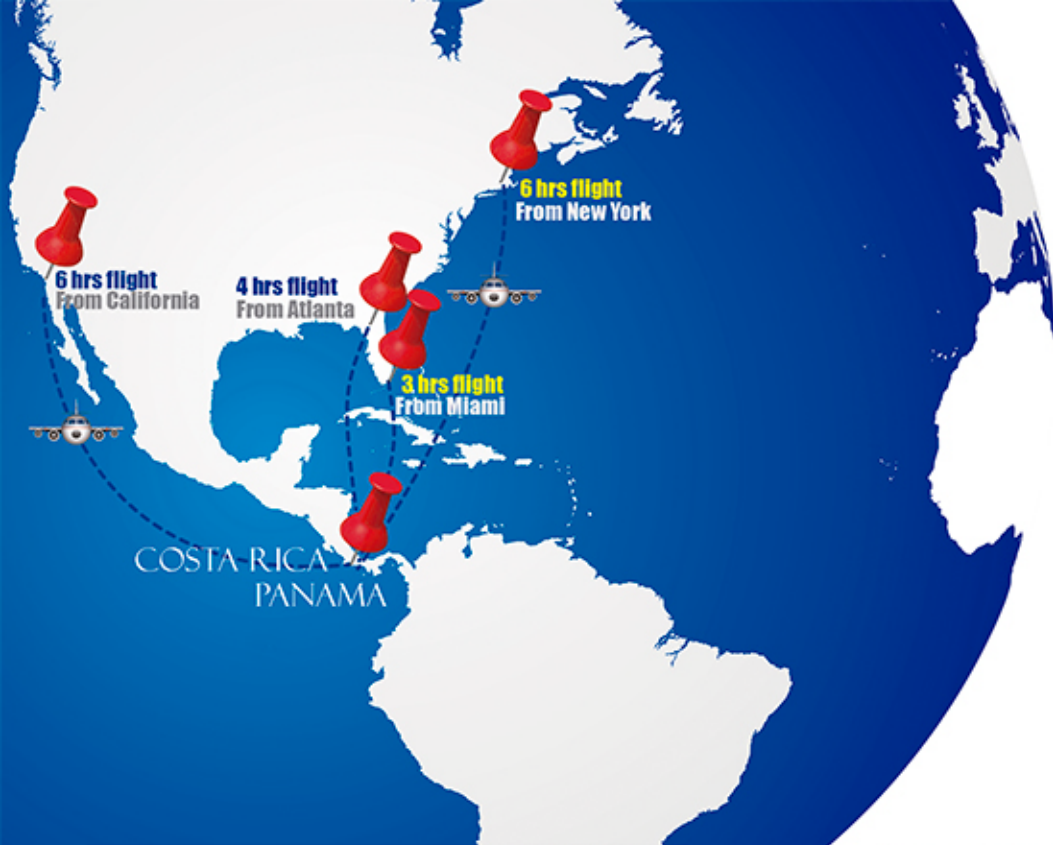 6 hrs flight
From New York
6 hrs flight
From California
4 hrs flight
From Atlanta
3 hrs flight
From Miami
COSTA RICA
PANAMA